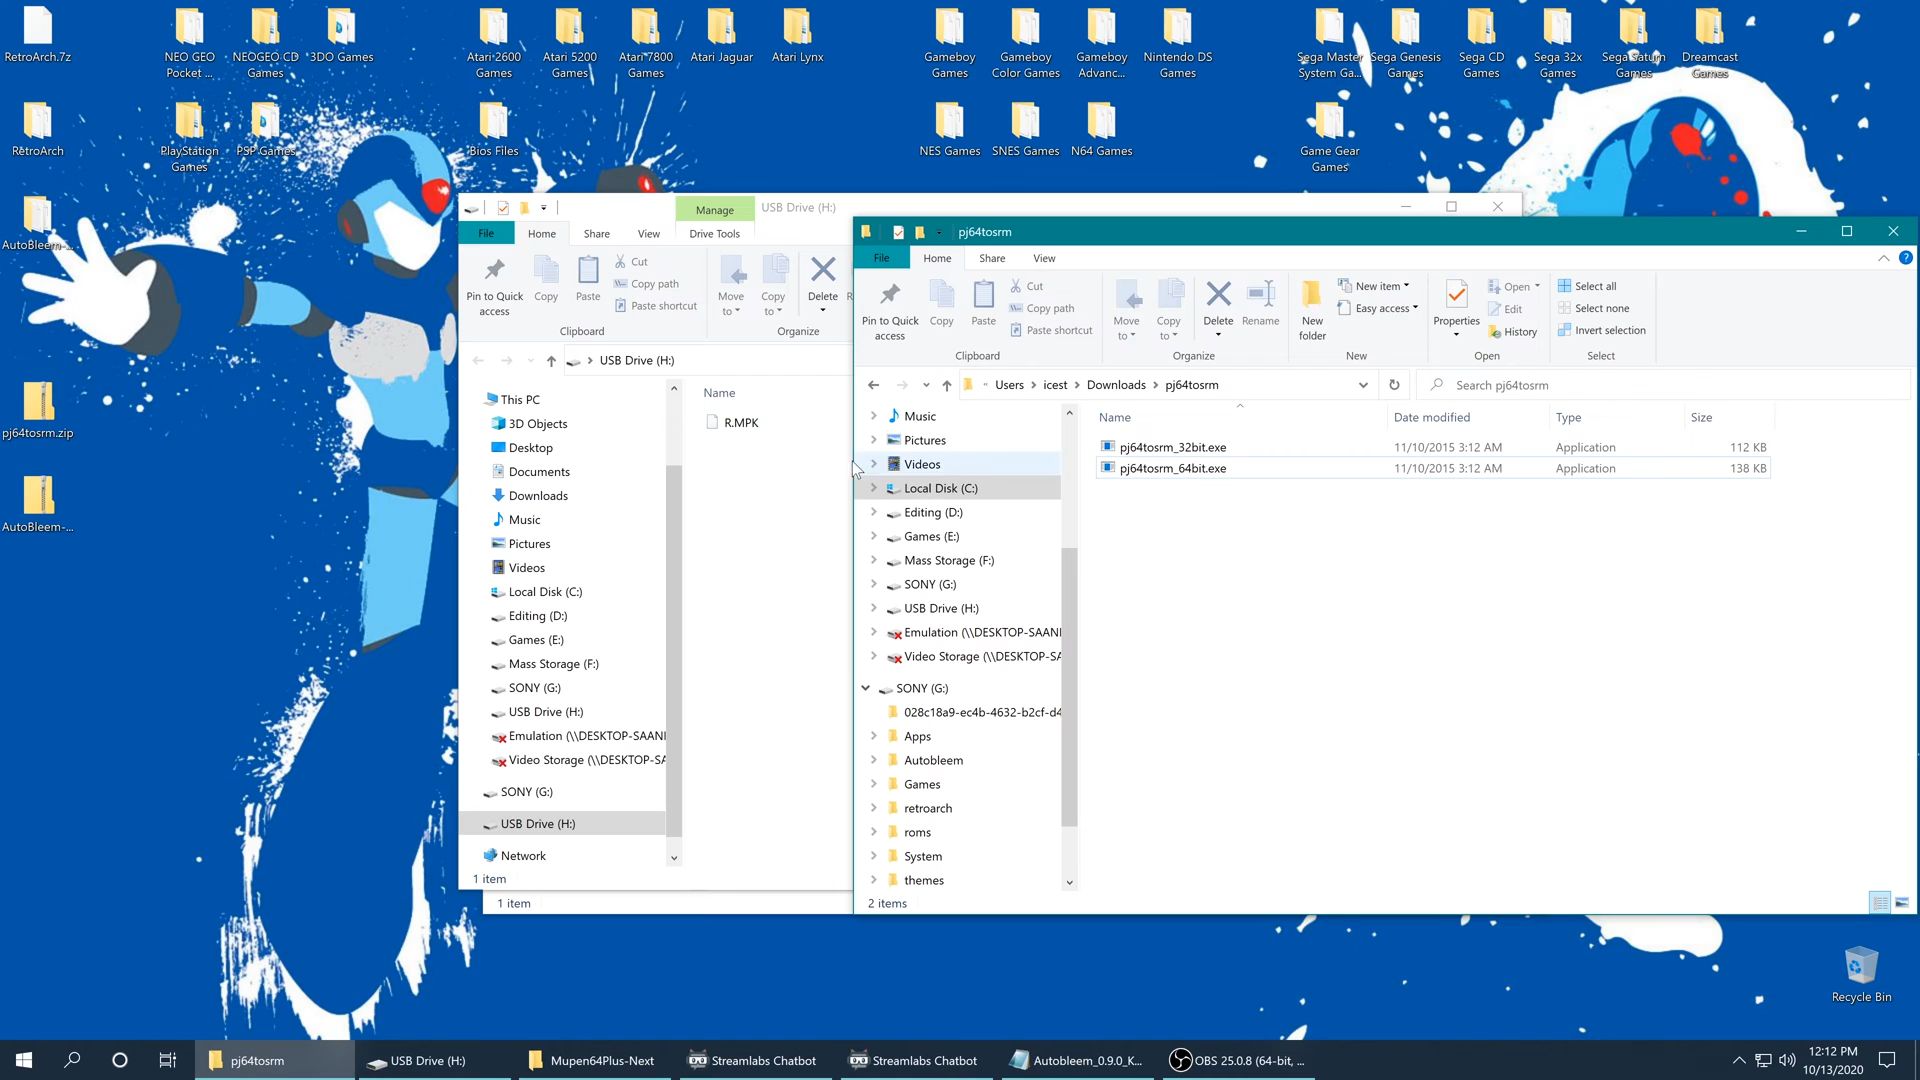 RetroArch.7z
NEO GEO
Pocket ...
NEOGEO CD
Games
3DO Games
Atari 2600
Games
Atari 5200
Games
Atari 7800
Games
Atari Jaguar
Atari Lynx
Gameboy
Games
Gameboy
Color Games
Gameboy
Advanc...
Nintendo DS
Games
Sega Master
System Ga...
Sega Genesis
Games
Sega CD
Games
Sega 32x
Games
Sega Saturn
Games
Dreamcast
Games
RetroArch
PlayStation
Games
PSP Games
Bios Files
NES Games
SNES Games
N64 Games
Game Gear
Games
AutoBleem-...
pj64tosrm.zip
AutoBleem-...
Manage
USB Drive (H:)
File
Home
Share
View
Drive Tools
Pin to Quick
access
Copy
Paste
Cut
Copy path
Paste shortcut
Move
to
Copy
to
Delete
Clipboard
Organize
USB Drive (H:)
This PC
3D Objects
Desktop
Documents
Downloads
Music
Pictures
Videos
Local Disk (C:)
Editing (D:)
Games (E:)
Mass Storage (F:)
SONY (G:)
USB Drive (H:)
Emulation (\\DESKTOP-SAANI
Video Storage (\\DESKTOP-SA
SONY (G:)
USB Drive (H:)
Network
Name
R.MPK
1 item
1 item
pj64tosrm
File
Home
Share
View
?
Pin to Quick
access
Copy
Paste
Cut
Copy path
Paste shortcut
Move
to
Copy
to
Delete
Rename
New
folder
New item
Easy access
Properties
Open
Edit
History
Select all
Select none
Invert selection
Clipboard
Organize
New
Open
Select
« Users > icest > Downloads > pj64tosrm
Search pj64tosrm
Music
Pictures
Videos
Local Disk (C:)
Editing (D:)
Games (E:)
Mass Storage (F:)
SONY (G:)
USB Drive (H:)
Emulation (\\DESKTOP-SAANI
Video Storage (\\DESKTOP-SA
SONY (G:)
028c18a9-ec4b-4632-b2cf-d4
Apps
Autobleem
Games
retroarch
roms
System
themes
Name Date modified Type Size
pj64tosrm_32bit.exe 11/10/2015 3:12 AM Application 112 KB
pj64tosrm_64bit.exe 11/10/2015 3:12 AM Application 138 KB
2 items
Recycle Bin
pj64tosrm
USB Drive (H:)
Mupen64Plus-Next
Streamlabs Chatbot
Streamlabs Chatbot
Autobleem_0.9.0_K...
OBS 25.0.8 (64-bit, ...
12:12 PM
10/13/2020